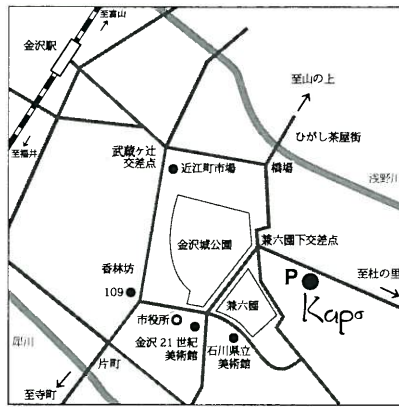 至富山
金沢駅
至山の上
ひがし茶屋街
至福井
武蔵ヶ辻
交差点
近江町市場
橋場
浅野川
金沢城公園
兼六園下交差点
香林坊
109
P
至杜の里
Kapo
兼六園
市役所
金沢21世紀
美術館
石川県立
美術館
犀川
片町
至寺町